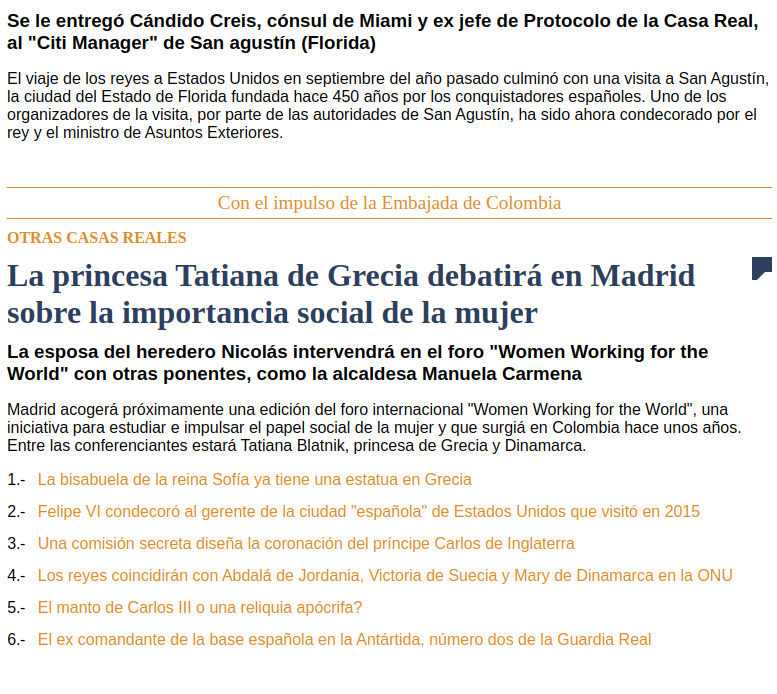 Se le entregó Cándido Creis, cónsul de Miami y ex jefe de Protocolo de la Casa Real,
al "Citi Manager" de San agustín (Florida)
El viaje de los reyes a Estados Unidos en septiembre del año pasado culminó con una visita a San Agustín,
la ciudad del Estado de Florida fundada hace 450 años por los conquistadores españoles. Uno de los
organizadores de la visita, por parte de las autoridades de San Agustín, ha sido ahora condecorado por el
rey y el ministro de Asuntos Exteriores.
Con el impulso de la Embajada de Colombia
OTRAS CASAS REALES
La princesa Tatiana de Grecia debatirá en Madrid
sobre la importancia social de la mujer
La esposa del heredero Nicolás intervendrá en el foro "Women Working for the
World" con otras ponentes, como la alcaldesa Manuela Carmena
Madrid acogerá próximamente una edición del foro internacional "Women Working for the World", una
iniciativa para estudiar e impulsar el papel social de la mujer y que surgiá en Colombia hace unos años.
Entre las conferenciantes estará Tatiana Blatnik, princesa de Grecia y Dinamarca.
1.- La bisabuela de la reina Sofía ya tiene una estatua en Grecia
2.- Felipe VI condecoró al gerente de la ciudad "española" de Estados Unidos que visitó en 2015
3.- Una comisión secreta diseña la coronación del príncipe Carlos de Inglaterra
4.- Los reyes coincidirán con Abdalá de Jordania, Victoria de Suecia y Mary de Dinamarca en la ONU
5.- El manto de Carlos III o una reliquia apócrifa?
6.- El ex comandante de la base española en la Antártida, número dos de la Guardia Real